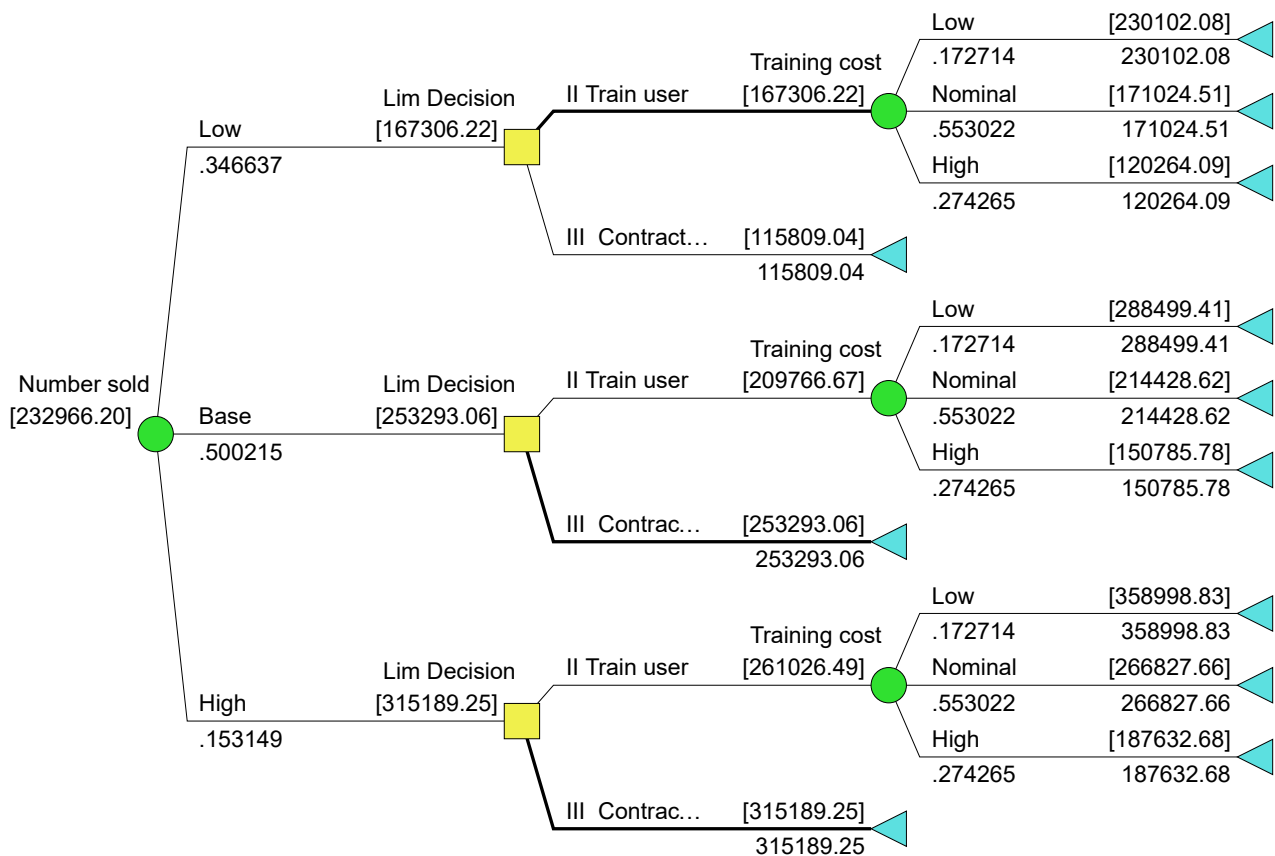 Number sold
[232966.20]
Low
.346637
Lim Decision
[167306.22]
II Train user
Training cost
[167306.22]
Low
[230102.08]
.172714
230102.08
Nominal
[171024.51]
.553022
171024.51
High
[120264.09]
.274265
120264.09
III  Contract…
[115809.04]
115809.04
Base
.500215
Lim Decision
[253293.06]
II Train user
Training cost
[209766.67]
Low
[288499.41]
.172714
288499.41
Nominal
[214428.62]
.553022
214428.62
High
[150785.78]
.274265
150785.78
III  Contrac…
[253293.06]
253293.06
High
.153149
Lim Decision
[315189.25]
II Train user
Training cost
[261026.49]
Low
[358998.83]
.172714
358998.83
Nominal
[266827.66]
.553022
266827.66
High
[187632.68]
.274265
187632.68
III  Contrac…
[315189.25]
315189.25